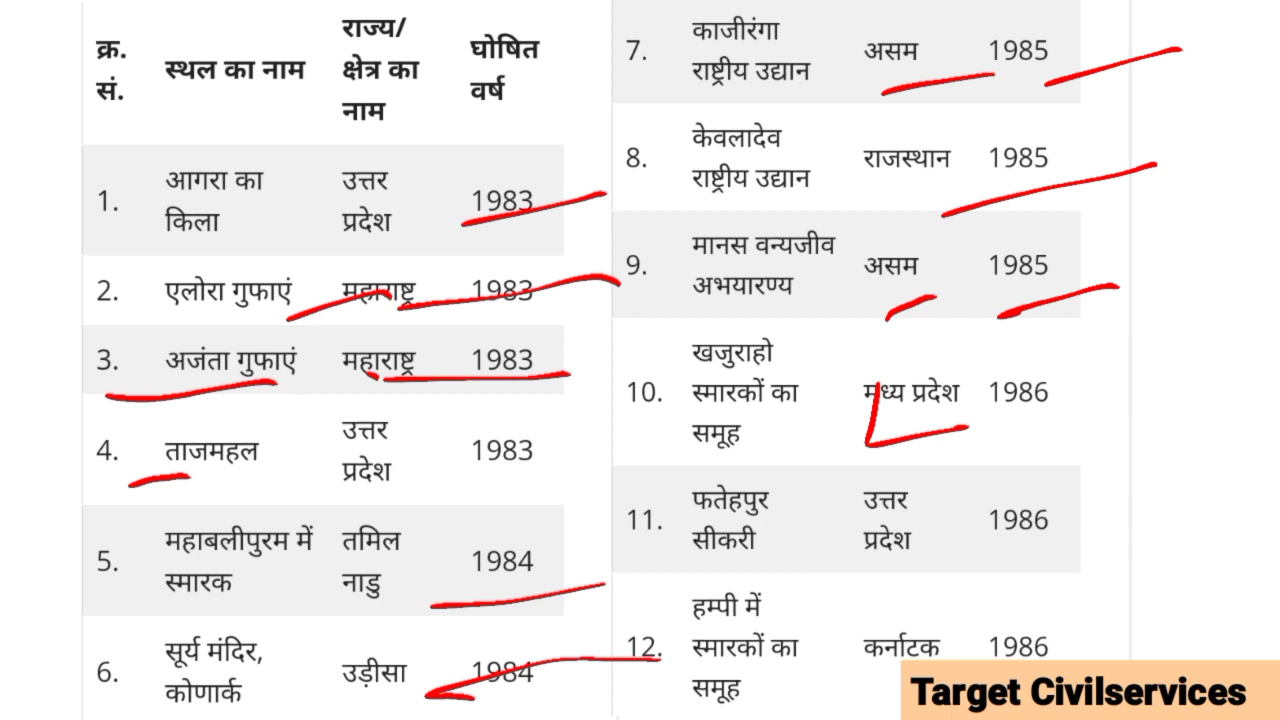 क्र.
सं.
स्थल का नाम
राज्य/
क्षेत्र का
नाम
घोषित
वर्ष
1.
आगरा का
किला
उत्तर
प्रदेश
1983
2.
एलोरा गुफाएं
महाराष्ट्र
1983
3.
अजंता गुफाएं
महाराष्ट्र
1983
4.
ताजमहल
उत्तर
प्रदेश
1983
5.
महाबलीपुरम में
स्मारक
तमिल
नाडु
1984
6.
सूर्य मंदिर,
कोणार्क
उड़ीसा
1984
7.
काजीरंगा
राष्ट्रीय उद्यान
असम
1985
8.
केवलादेव
राष्ट्रीय उद्यान
राजस्थान
1985
9.
मानस वन्यजीव
अभयारण्य
असम
1985
10.
खजुराहो
स्मारकों का
समूह
मध्य प्रदेश
1986
11.
फतेहपुर
सीकरी
उत्तर
प्रदेश
1986
12.
हम्पी में
स्मारकों का
समूह
कर्नाटक
1986
Target Civilservices